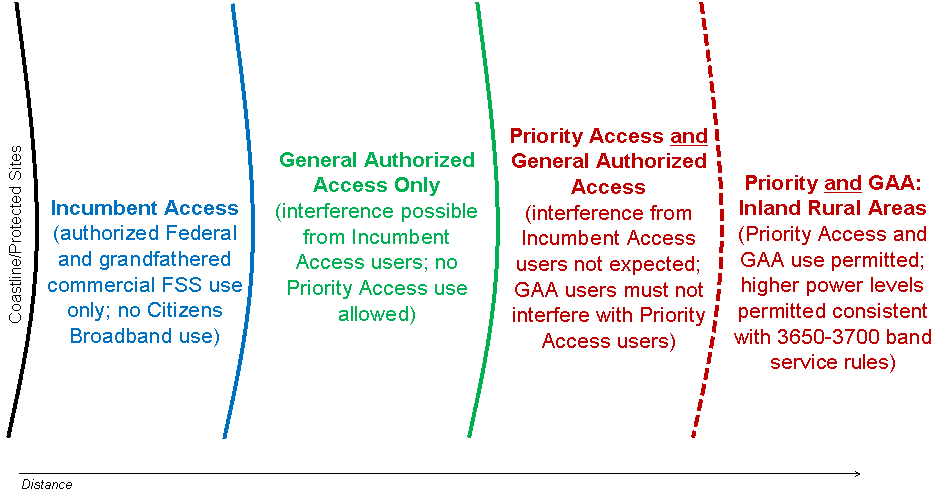 Coastline/Protected Sites
Incumbent Access
(authorized Federal
and grandfathered
commercial FSS use
only; no Citizens
Broadband use)
General Authorized
Access Only
(interference possible
from Incumbent
Access users; no
Priority Access use
allowed)
Priority Access and
General Authorized
Access
(interference from
Incumbent Access
users not expected;
GAA users must not
interfere with Priority
Access users)
Priority and GAA:
Inland Rural Areas
(Priority Access and
GAA use permitted;
higher power levels
permitted consistent
with 3650-3700 band
service rules)
Distance